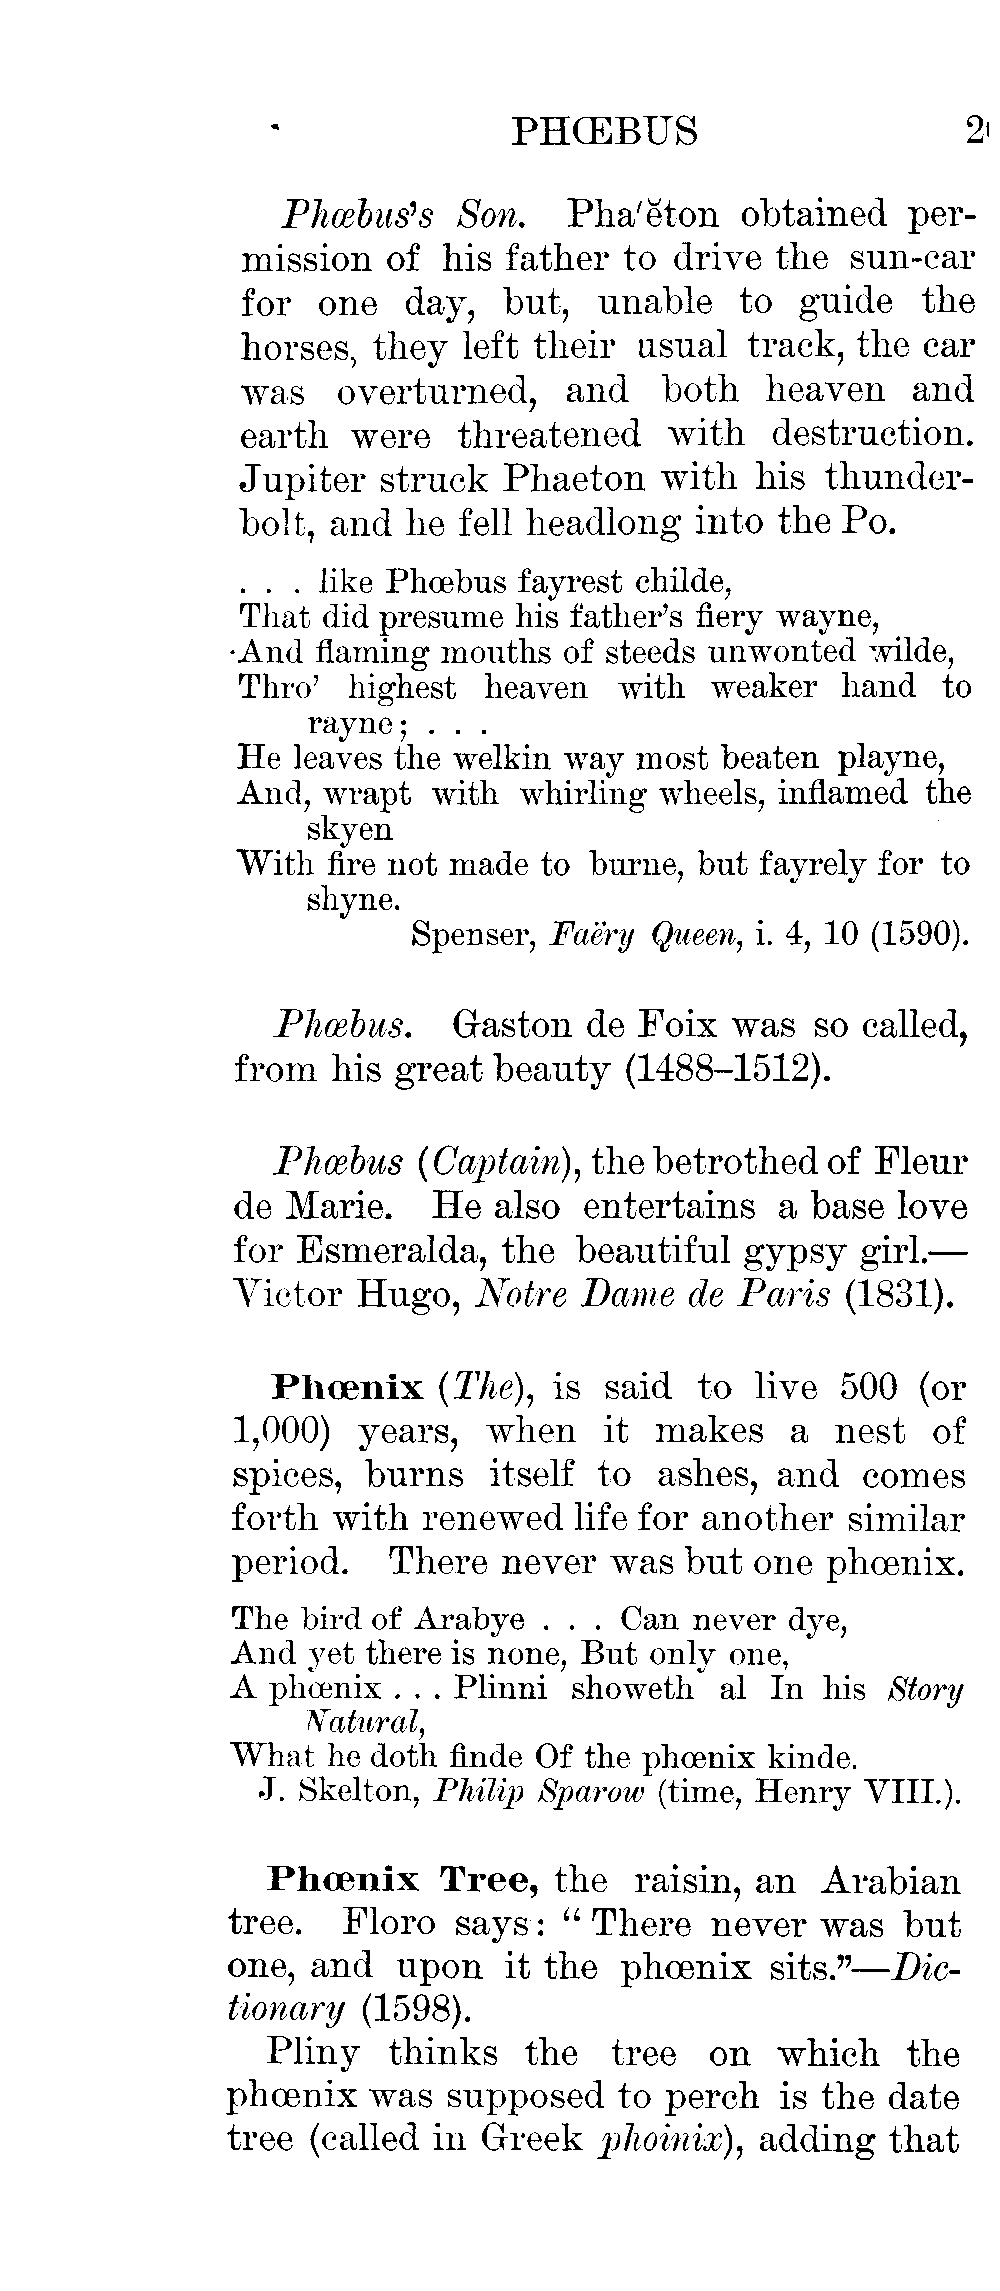 PHŒBUS
Phœbus's Son. Pha′ĕton obtained per-
mission of his father to drive the sun-car
for one day, but, unable to guide the
horses, they left their usual track, the car
was overturned, and both heaven and
earth were threatened with destruction.
Jupiter struck Phaeton with his thunder-
bolt, and he fell headlong into the Po.
. . . like Phœbus fayrest childe,
That did presume his father's fiery wayne,
And flaming mouths of steeds unwonted wilde,
Thro' highest heaven with weaker hand to
rayne; . . .
He leaves the welkin way most beaten playne,
And, wrapt with whirling wheels, inflamed the
skyen
With fire not made to burne, but fayrely for to
shyne.
Spenser, Faëry Queen, i. 4, 10 (1590).
Phœbus. Gaston de Foix was so called,
from his great beauty (1488–1512).
Phœbus (Captain), the betrothed of Fleur
de Marie. He also entertains a base love
for Esmeralda, the beautiful gypsy girl.—
Victor Hugo, Notre Dame de Paris (1831).
Phœnix (The), is said to live 500 (or
1,000) years, when it makes a nest of
spices, burns itself to ashes, and comes
forth with renewed life for another similar
period. There never was but one phœnix.
The bird of Arabye . . . Can never dye,
And yet there is none, But only one,
A phœnix . . . Plinni showeth al In his Story
Natural,
What he doth finde Of the phœnix kinde.
J. Skelton, Philip Sparow (time, Henry VIII.).
Phœnix Tree, the raisin, an Arabian
tree. Floro says: “There never was but
one, and upon it the phœnix sits.”—Dic-
tionary (1598).
Pliny thinks the tree on which the
phœnix was supposed to perch is the date
tree (called in Greek phoinix), adding that